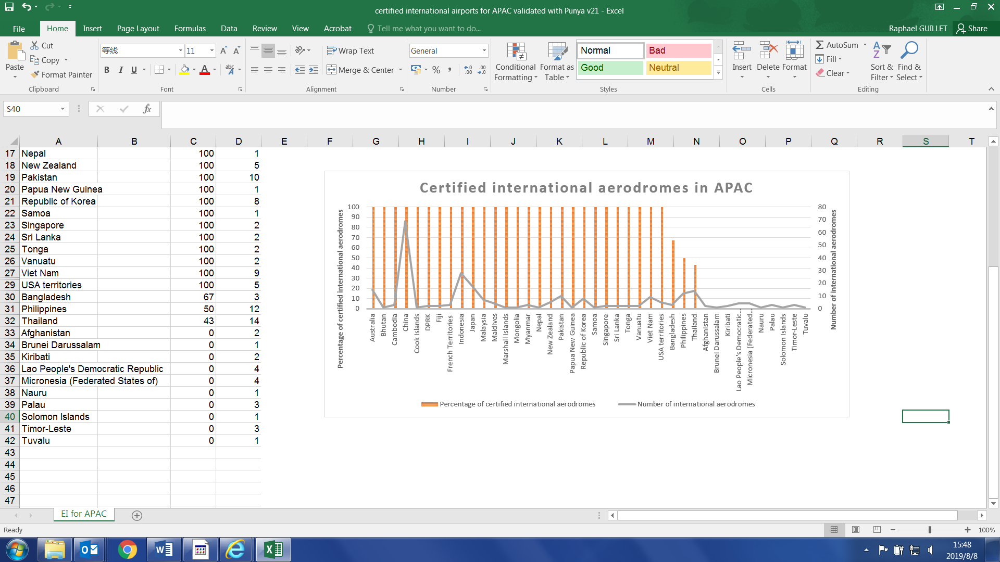 certified international airports for APAC validated with Punya v21 - Excel
File Home Insert Page Layout Formulas Data Review View Acrobat Tell me what you want to do... Raphael GUILLET Share
Paste Cut Copy Format Painter Clipboard
等线 11 B I U A abc Font
Wrap Text Merge & Center Alignment
General % , Number
Conditional Formatting Format as Table Normal Bad Good Neutral Styles
Insert Delete Format Cells
AutoSum Fill Clear Sort & Filter Find & Select Editing
S40 fx
A B C D E F G H I J K L M N O P Q R S T
17 Nepal 100 1
18 New Zealand 100 5
19 Pakistan 100 10
20 Papua New Guinea 100 1
21 Republic of Korea 100 8
22 Samoa 100 1
23 Singapore 100 2
24 Sri Lanka 100 2
25 Tonga 100 2
26 Vanuatu 100 2
27 Viet Nam 100 9
29 USA territories 100 5
30 Bangladesh 67 3
31 Philippines 50 12
32 Thailand 43 14
33 Afghanistan 0 2
34 Brunei Darussalam 0 1
35 Kiribati 0 2
36 Lao People's Democratic Republic 0 4
37 Micronesia (Federated States of) 0 4
38 Nauru 0 1
39 Palau 0 3
40 Solomon Islands 0 1
41 Timor-Leste 0 3
42 Tuvalu 0 1
43
44
45
46
47
Certified international aerodromes in APAC
Percentage of certified international aerodromes
100
90
80
70
60
50
40
30
20
10
0
80
70
60
50
40
30
20
10
0
Number of international aerodromes
Australia
Bhutan
Cambodia
China
Cook Islands
DPRK
Fiji
French Territories
Indonesia
Japan
Malaysia
Maldives
Marshall Islands
Mongolia
Myanmar
Nepal
New Zealand
Pakistan
Papua New Guinea
Republic of Korea
Samoa
Singapore
Sri Lanka
Tonga
Vanuatu
Viet Nam
USA territories
Bangladesh
Philippines
Thailand
Afghanistan
Brunei Darussalam
Kiribati
Lao People's Democratic...
Micronesia (Federated...
Nauru
Palau
Solomon Islands
Timor-Leste
Tuvalu
Percentage of certified international aerodromes Number of international aerodromes
EI for APAC
Ready 100%
15:48
2019/8/8